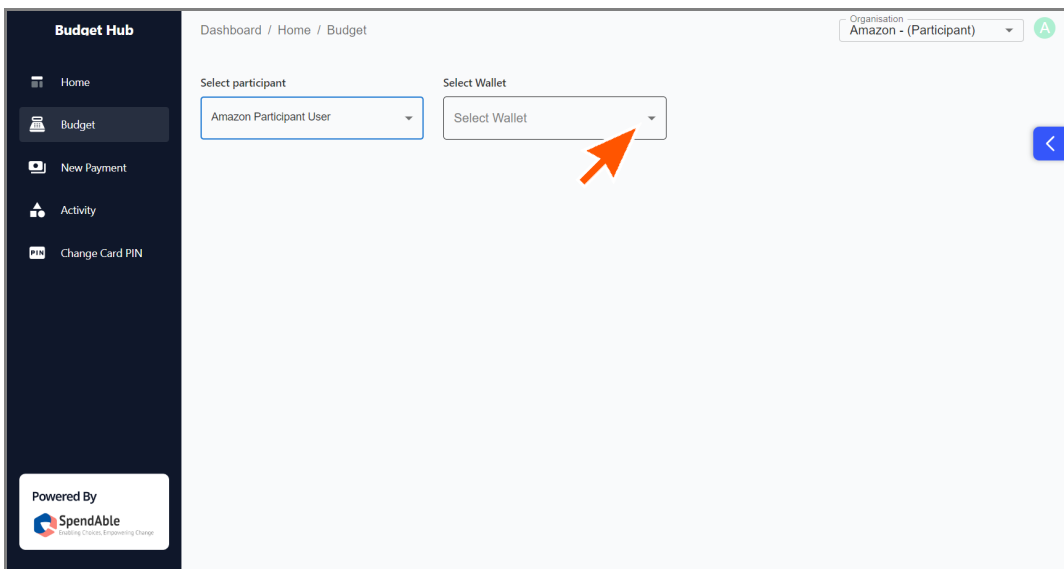 Budget Hub
Dashboard / Home / Budget
Organisation
Amazon - (Participant)
A
Home
Select participant
Select Wallet
Amazon Participant User
Select Wallet
Budget
New Payment
Activity
PIN
Change Card PIN
Powered By
SpendAble
Enabling Choices, Empowering Change